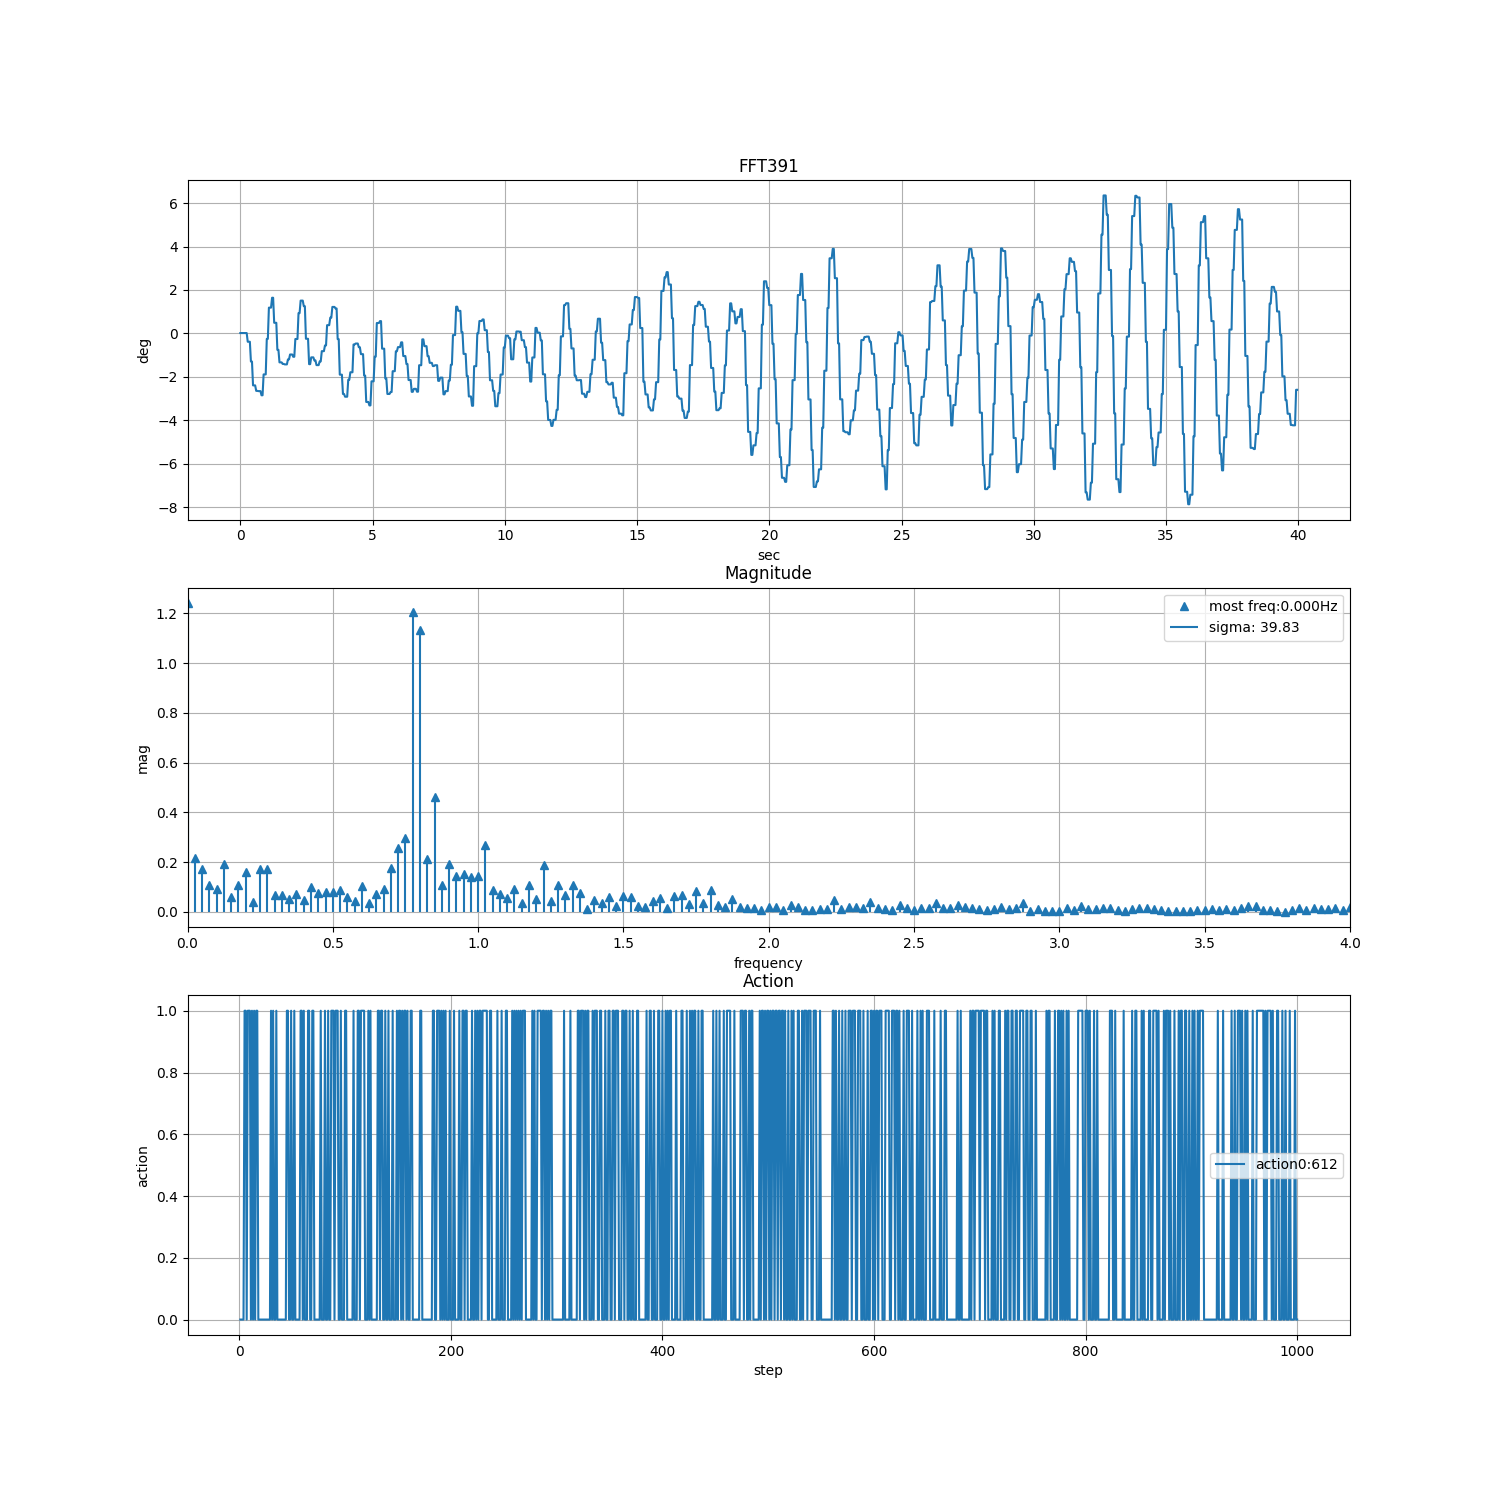 FFT391
6
4
2
0
−2
−4
−6
−8
deg
0 5 10 15 20 25 30 35 40
sec
Magnitude
1.2
1.0
0.8
0.6
0.4
0.2
0.0
mag
most freq:0.000Hz
sigma: 39.83
0.0 0.5 1.0 1.5 2.0 2.5 3.0 3.5 4.0
frequency
Action
1.0
0.8
0.6
0.4
0.2
0.0
action
action0:612
0 200 400 600 800 1000
step